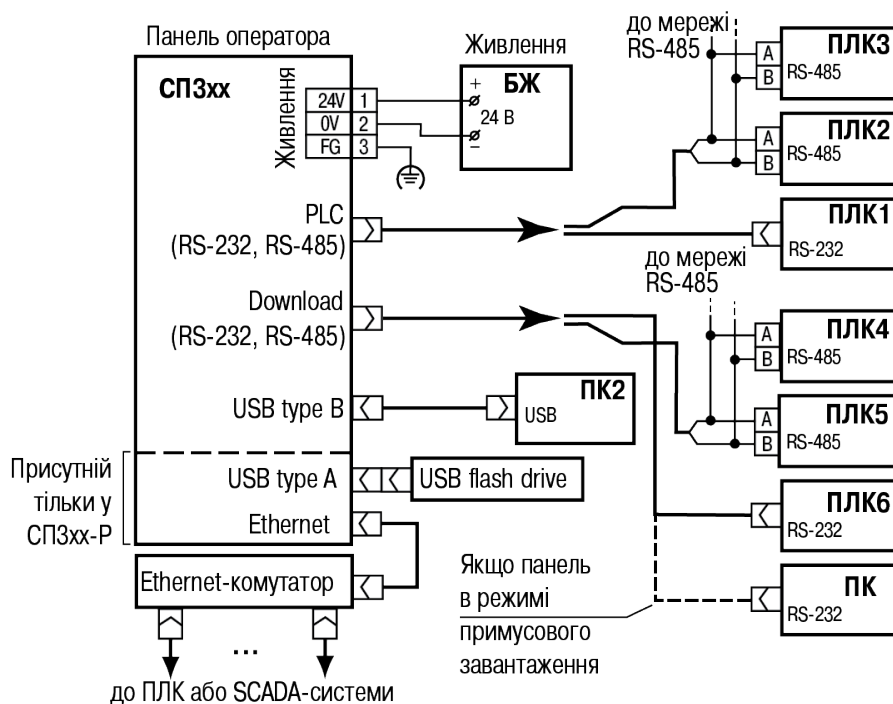 Панель оператора
СП3хх
Живлення
24V 1
0V 2
FG 3
Живлення
БЖ
+
24 В
–
PLC
(RS-232, RS-485)
Download
(RS-232, RS-485)
USB type B
ПК2
USB
Присутній
тільки у
СП3хх-Р
USB type A
USB flash drive
Ethernet
Ethernet-комутатор
...
до ПЛК або SCADA-системи
до мережі
RS-485
A
B
ПЛК3
RS-485
A
B
ПЛК2
RS-485
ПЛК1
RS-232
до мережі
RS-485
A
B
ПЛК4
RS-485
A
B
ПЛК5
RS-485
ПЛК6
RS-232
ПК
RS-232
Якщо панель
в режимі
примусового
завантаження